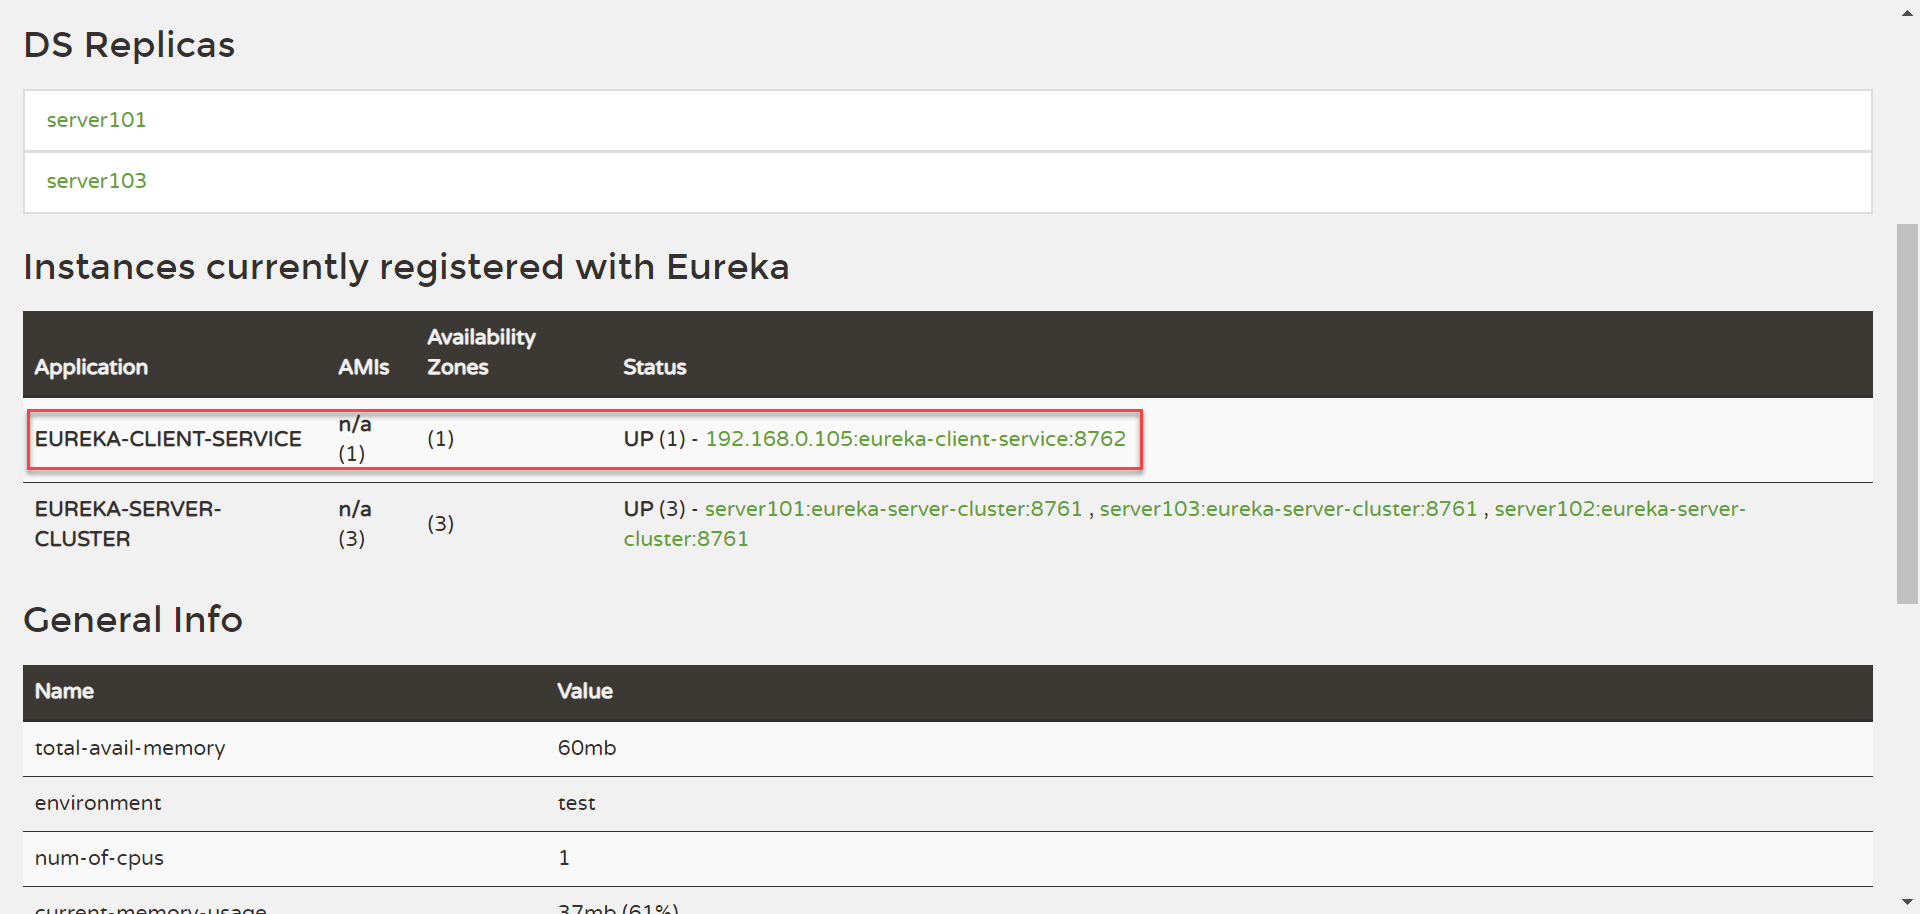 DS Replicas
server101
server103
Instances currently registered with Eureka
Application AMIs Availability Zones Status
EUREKA-CLIENT-SERVICE n/a (1) (1) UP (1) - 192.168.0.105:eureka-client-service:8762
EUREKA-SERVER-CLUSTER n/a (3) (3) UP (3) - server101:eureka-server-cluster:8761 , server103:eureka-server-cluster:8761 , server102:eureka-server-cluster:8761
General Info
Name Value
total-avail-memory 60mb
environment test
num-of-cpus 1
current-memory-usage 37mb (61%)